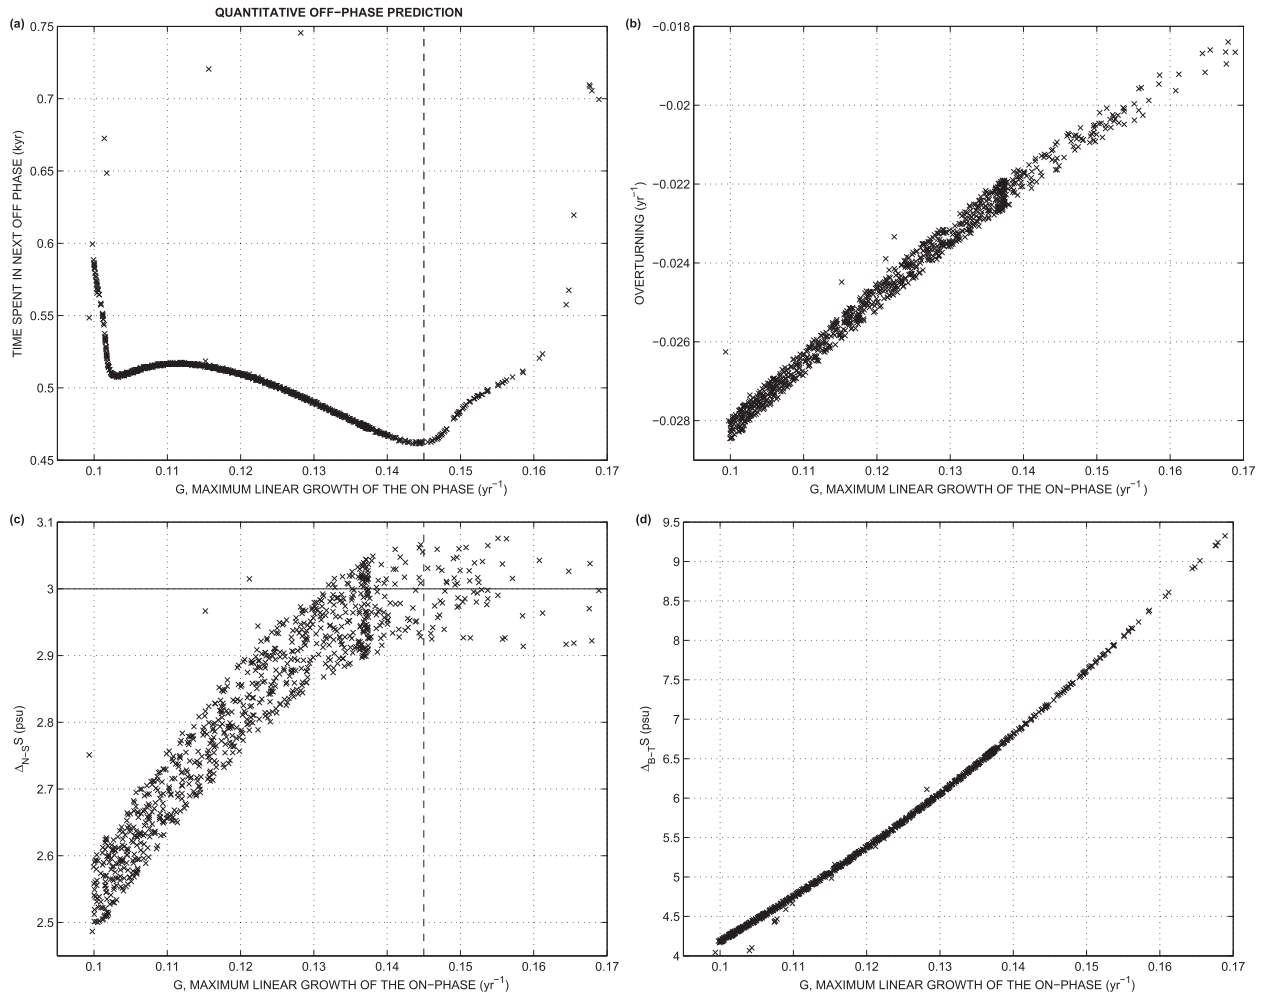 QUANTITATIVE OFF−PHASE PREDICTION
(a)
TIME SPENT IN NEXT OFF PHASE (kyr)
0.75
0.7
0.65
0.6
0.55
0.5
0.45
0.1 0.11 0.12 0.13 0.14 0.15 0.16 0.17
G, MAXIMUM LINEAR GROWTH OF THE ON PHASE (yr−1)
(b)
OVERTURNING (yr−1)
−0.018
−0.02
−0.022
−0.024
−0.026
−0.028
0.1 0.11 0.12 0.13 0.14 0.15 0.16 0.17
G, MAXIMUM LINEAR GROWTH OF THE ON−PHASE (yr−1)
(c)
ΔN−SS (psu)
3.1
3
2.9
2.8
2.7
2.6
2.5
0.1 0.11 0.12 0.13 0.14 0.15 0.16 0.17
G, MAXIMUM LINEAR GROWTH OF THE ON−PHASE (yr−1)
(d)
ΔB−TS (psu)
9.5
9
8.5
8
7.5
7
6.5
6
5.5
5
4.5
4
0.1 0.11 0.12 0.13 0.14 0.15 0.16 0.17
G, MAXIMUM LINEAR GROWTH OF THE ON−PHASE (yr−1)